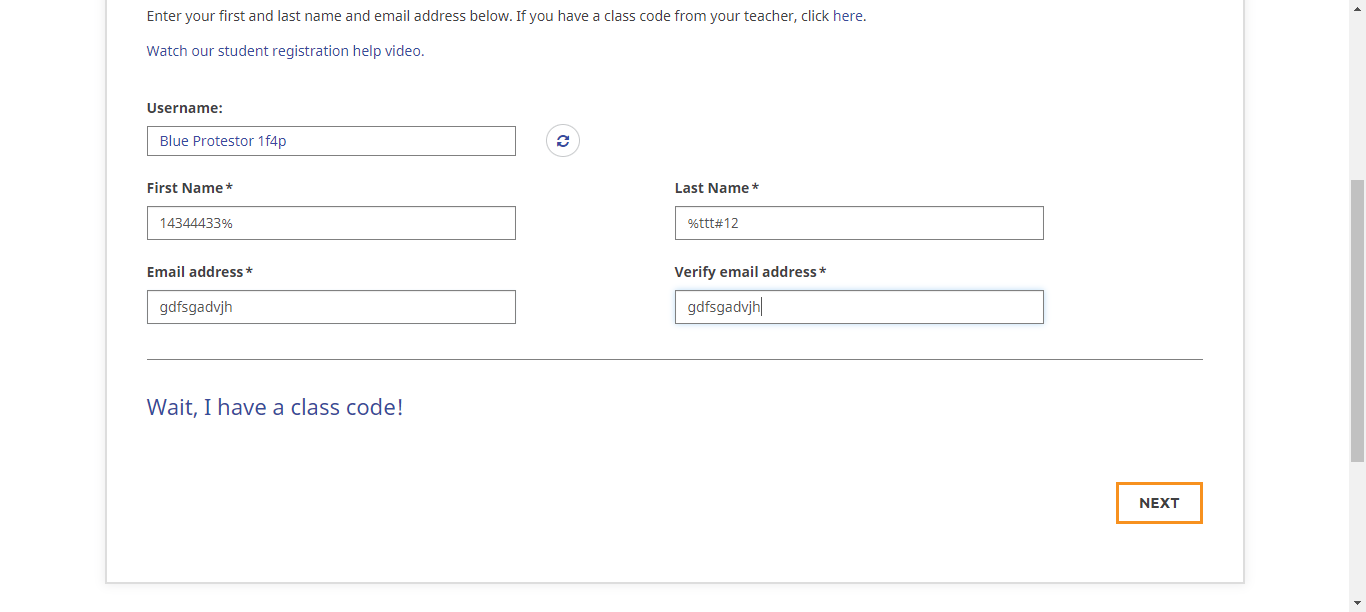 Enter your first and last name and email address below. If you have a class code from your teacher, click here.
Watch our student registration help video.
Username:
Blue Protestor 1f4p
First Name*
Last Name*
14344433%
%ttt#12
Email address*
Verify email address*
gdfsgadvjh
gdfsgadvjh
Wait, I have a class code!
NEXT